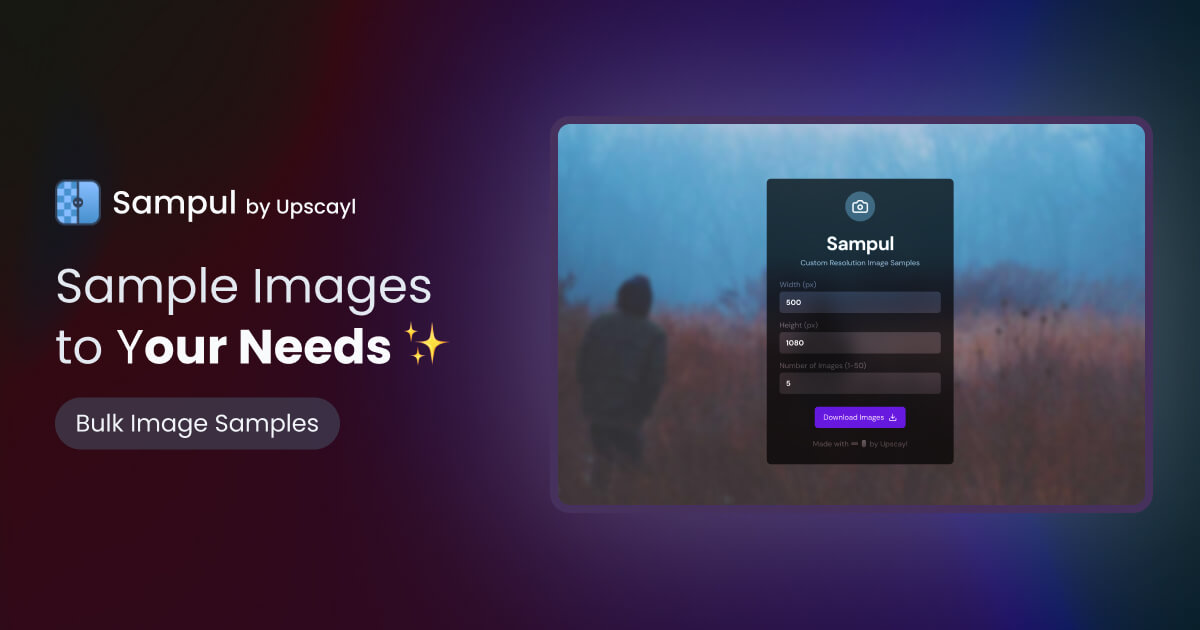 Sampul by Upscayl
Sample Images
to Your Needs ✨
Bulk Image Samples
Sampul
Custom Resolution Image Samples
Width (px)
500
Height (px)
1080
Number of Images (1-50)
5
Download Images
Made with by Upscayl